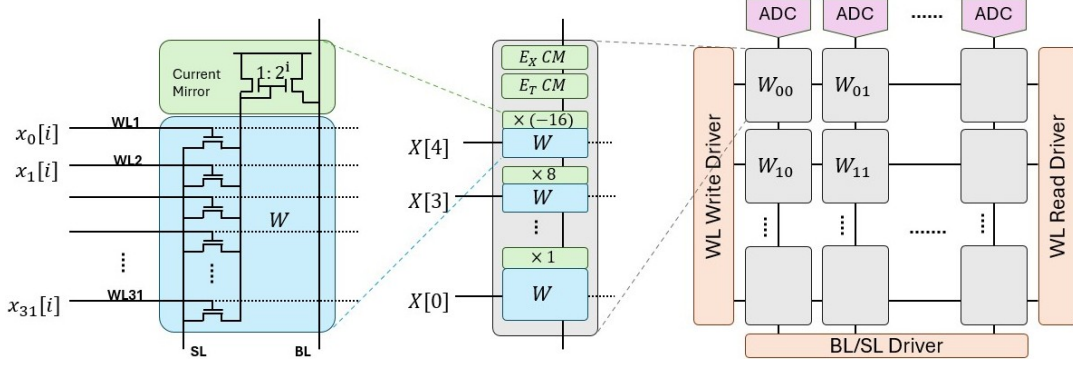 Current
Mirror
1: 2^i
x_0[i] WL1
x_1[i] WL2
W
x_31[i] WL31
SL BL
E_X CM
E_T CM
× (−16)
X[4] W
× 8
X[3] W
× 1
X[0] W
ADC ADC ADC
WL Write Driver
W_00 W_01
W_10 W_11
WL Read Driver
BL/SL Driver